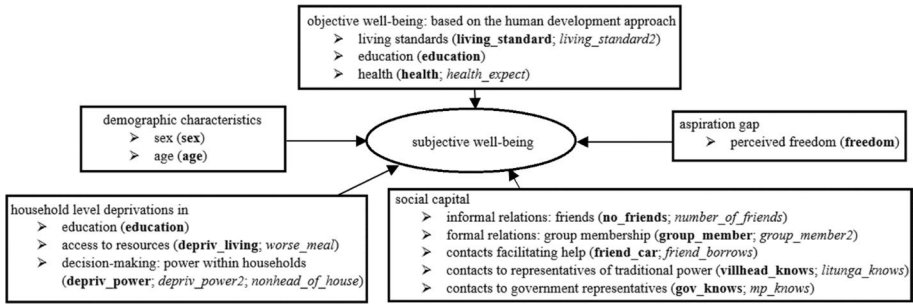 objective well-being: based on the human development approach
➢ living standards (living_standard; living_standard2)
➢ education (education)
➢ health (health; health_expect)
demographic characteristics
➢ sex (sex)
➢ age (age)
subjective well-being
aspiration gap
➢ perceived freedom (freedom)
household level deprivations in
➢ education (education)
➢ access to resources (depriv_living; worse_meal)
➢ decision-making: power within households
(depriv_power; depriv_power2; nonhead_of_house)
social capital
➢ informal relations: friends (no_friends; number_of_friends)
➢ formal relations: group membership (group_member; group_member2)
➢ contacts facilitating help (friend_car; friend_borrows)
➢ contacts to representatives of traditional power (villhead_knows; litunga_knows)
➢ contacts to government representatives (gov_knows; mp_knows)